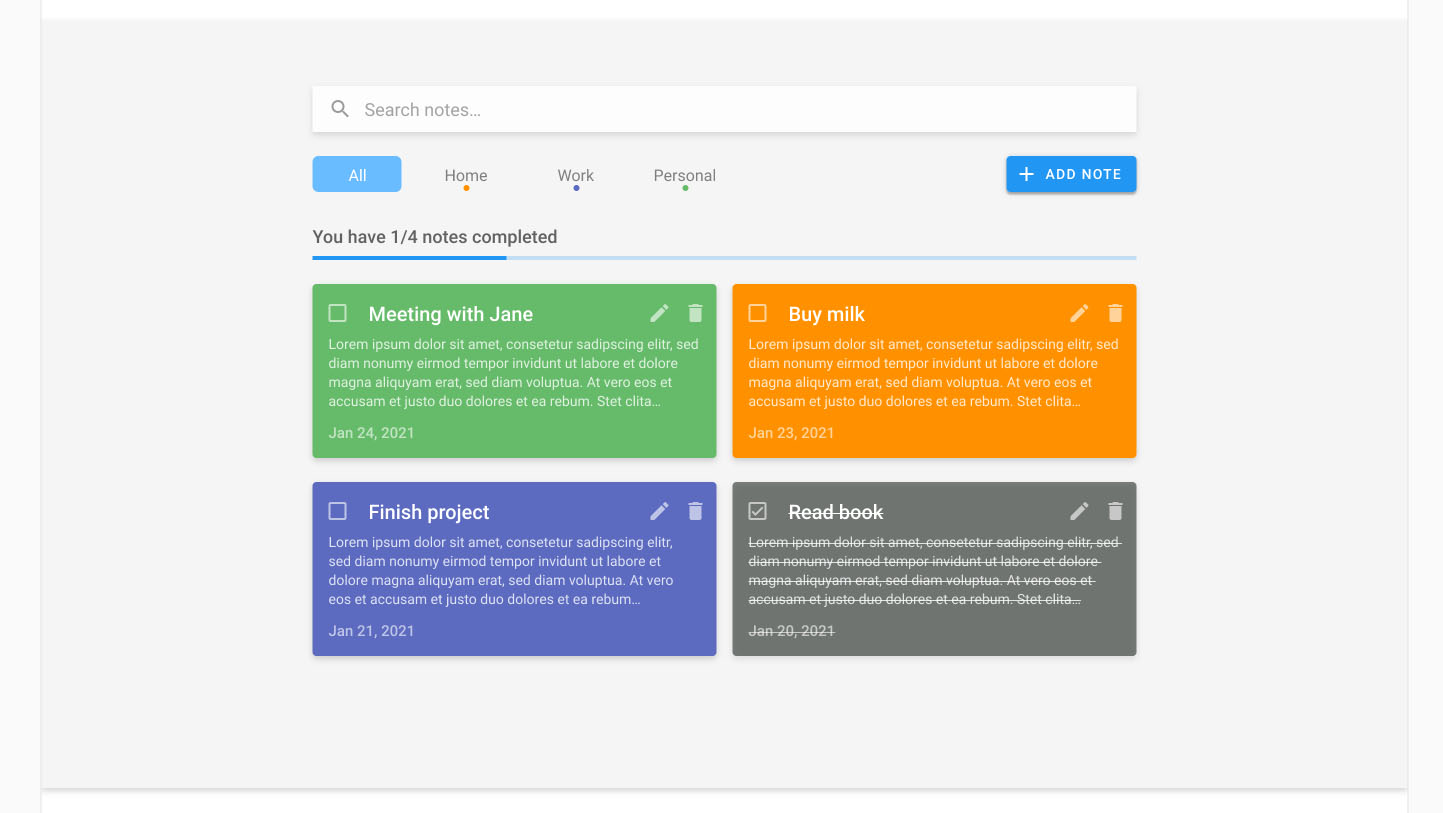 Search notes...
All
Home
Work
Personal
ADD NOTE
You have 1/4 notes completed
Meeting with Jane
Lorem ipsum dolor sit amet, consetetur sadipscing elitr, sed
diam nonumy eirmod tempor invidunt ut labore et dolore
magna aliquyam erat, sed diam voluptua. At vero eos et
accusam et justo duo dolores et ea rebum. Stet clita...
Jan 24, 2021
Buy milk
Lorem ipsum dolor sit amet, consetetur sadipscing elitr, sed
diam nonumy eirmod tempor invidunt ut labore et dolore
magna aliquyam erat, sed diam voluptua. At vero eos et
accusam et justo duo dolores et ea rebum. Stet clita...
Jan 23, 2021
Finish project
Lorem ipsum dolor sit amet, consetetur sadipscing elitr,
sed diam nonumy eirmod tempor invidunt ut labore et
dolore magna aliquyam erat, sed diam voluptua. At vero
eos et accusam et justo duo dolores et ea rebum...
Jan 21, 2021
Read book
Lorem ipsum dolor sit amet, consetetur sadipscing elitr, sed
diam nonumy eirmod tempor invidunt ut labore et dolore
magna aliquyam erat, sed diam voluptua. At vero eos et
accusam et justo duo dolores et ea rebum. Stet clita...
Jan 20, 2021